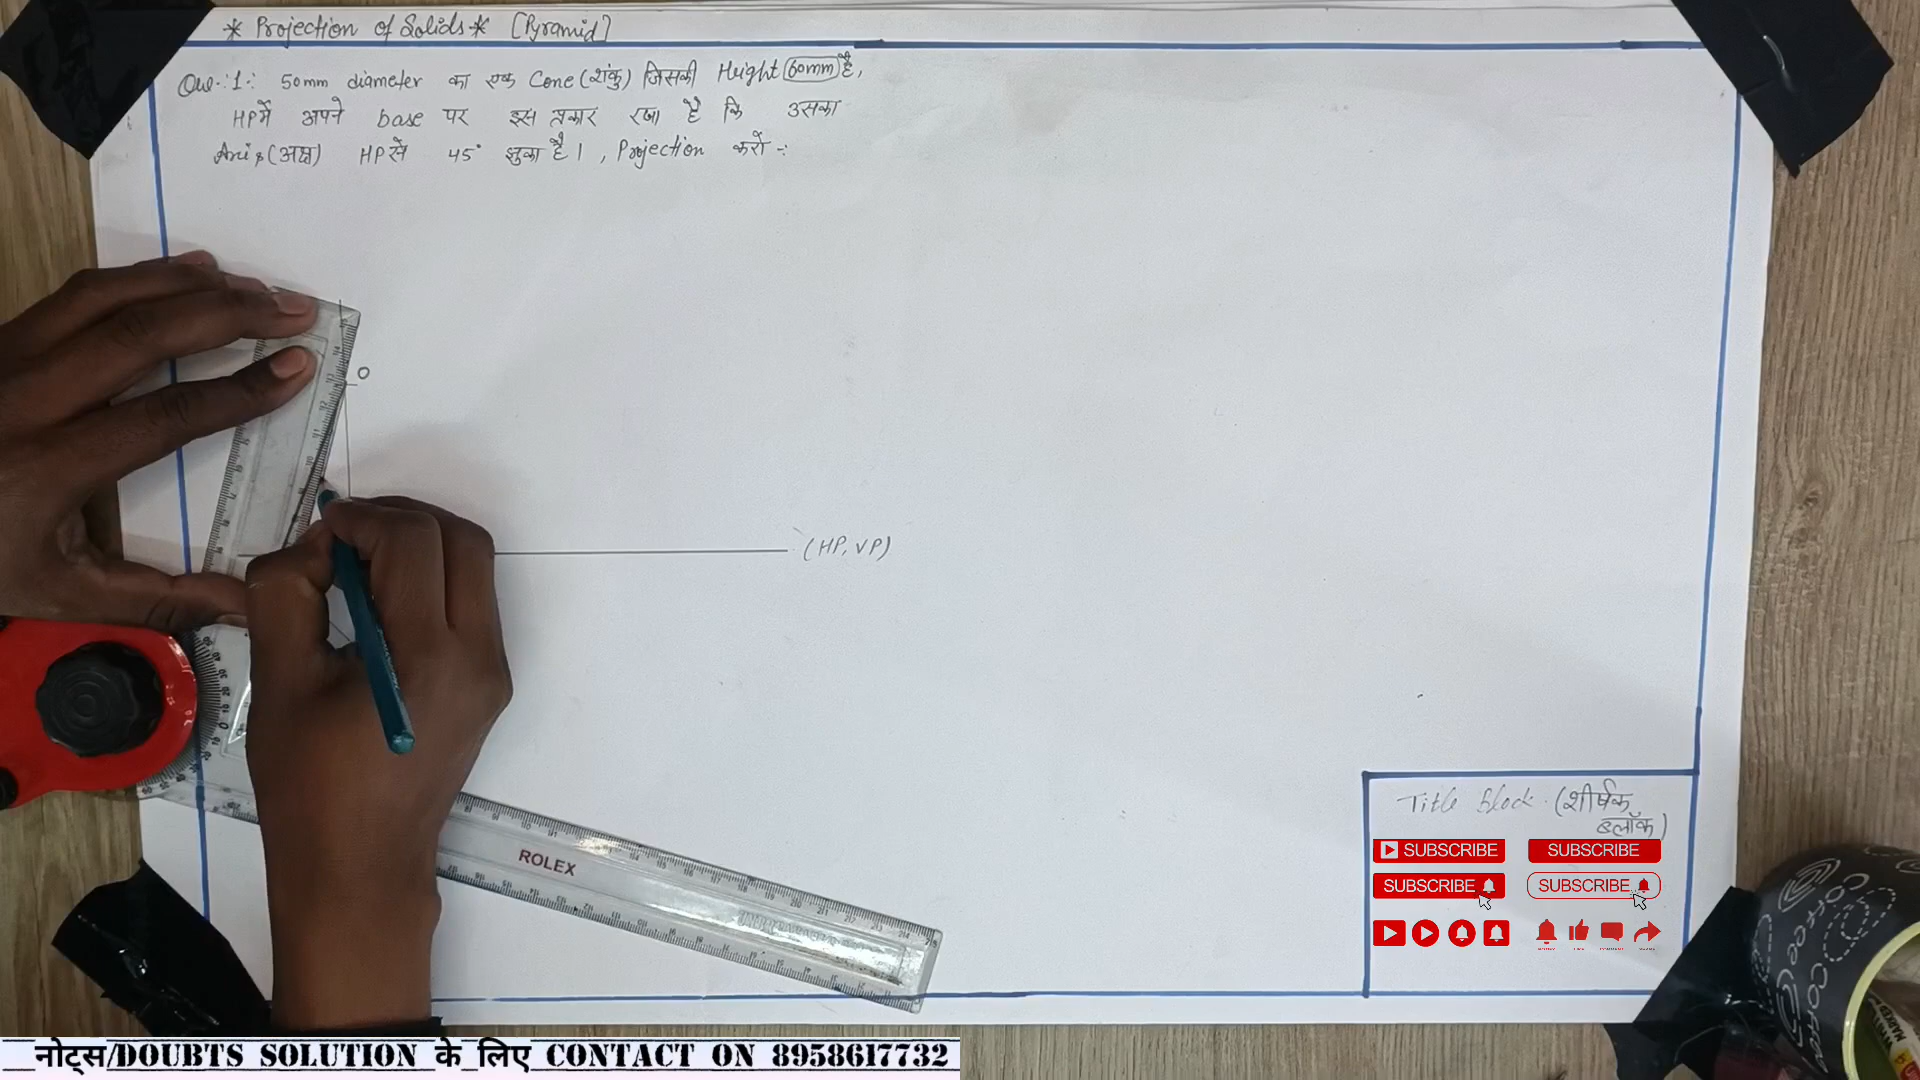 * Projection of Solids * [Pyramid]
Que.:1:- 50mm diameter का एक Cone (शंकु) जिसकी Height 60mm है,
HP में अपने base पर इस प्रकार रखा है कि उसका
Axis (अक्ष) HP से 45° झुका है। , Projection करो -:
O
(HP, VP)
ROLEX
Title Block. (शीर्षक
ब्लॉक)
SUBSCRIBE SUBSCRIBE
SUBSCRIBE SUBSCRIBE
COFFEE
नोट्स/DOUBTS SOLUTION के लिए CONTACT ON 8958617732